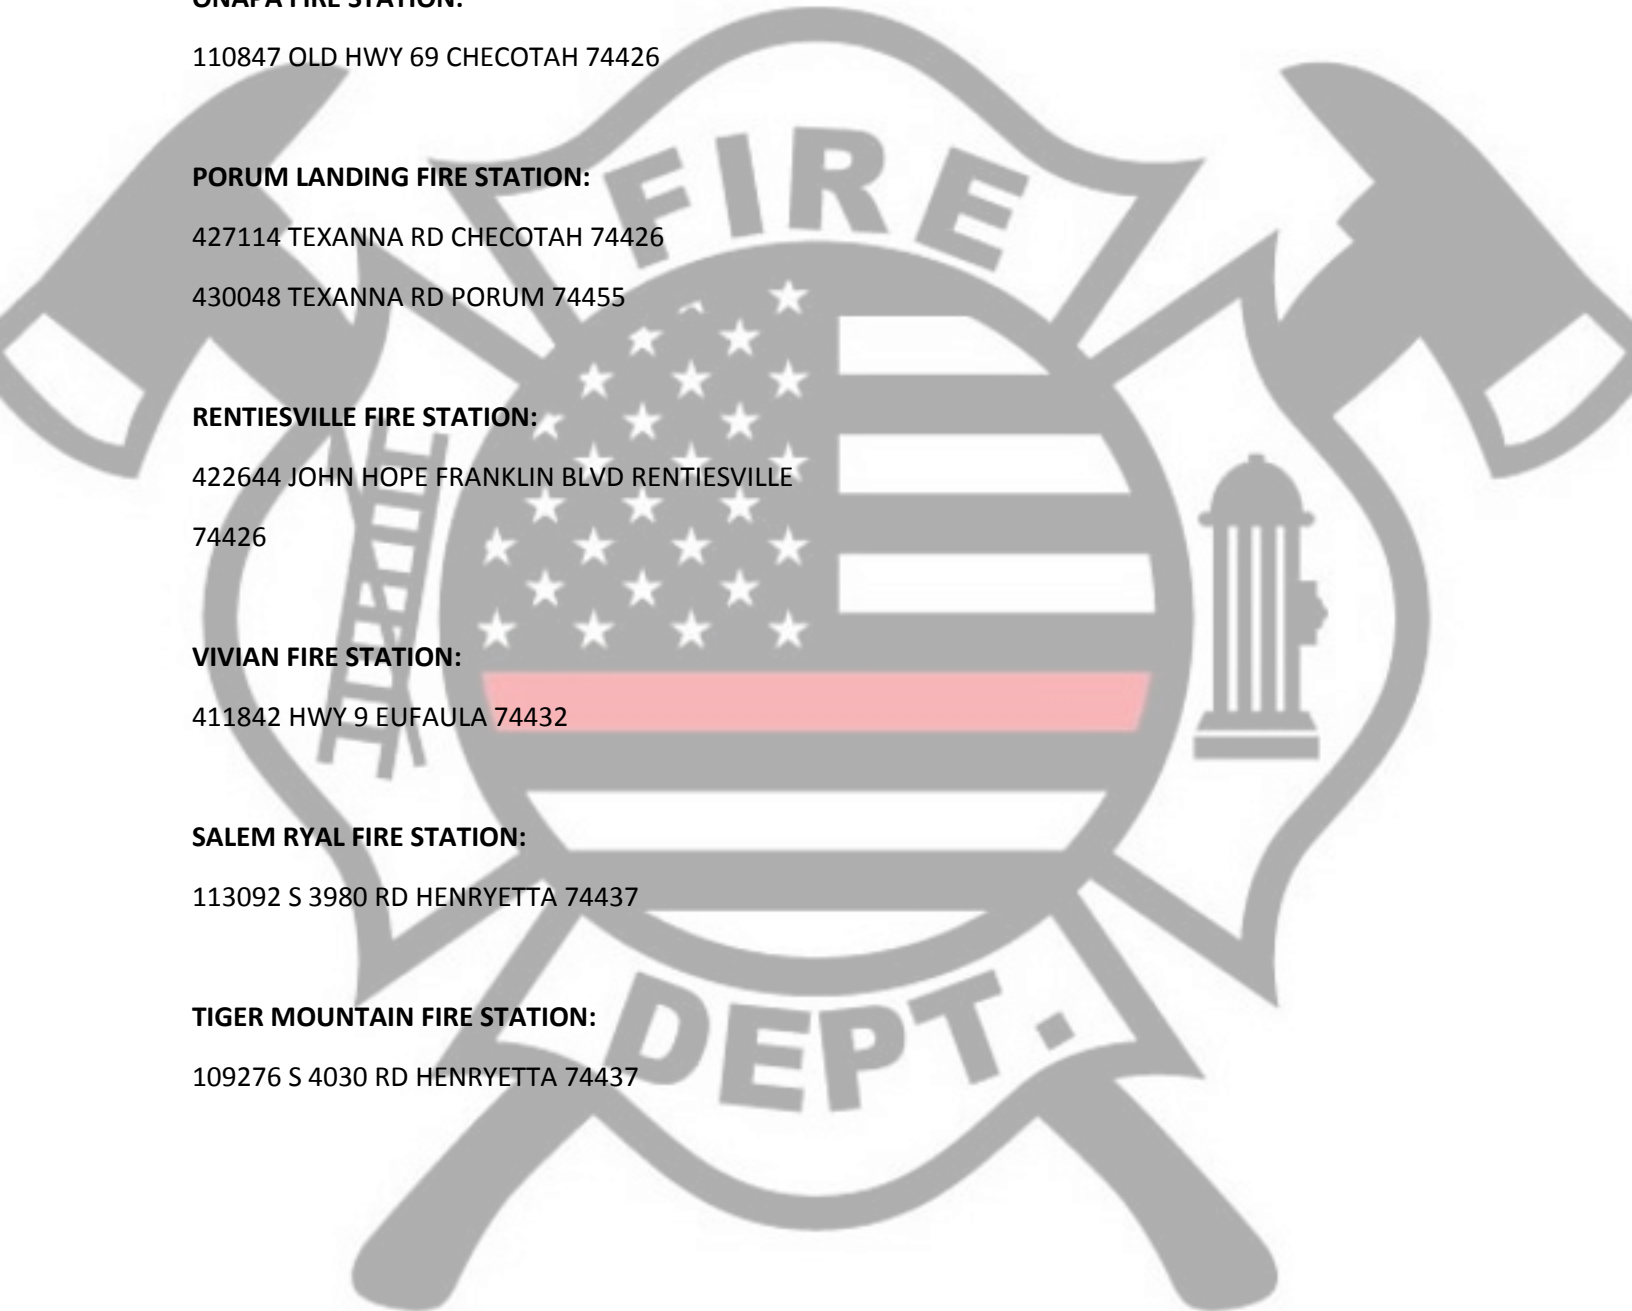 ONAPA FIRE STATION:
110847 OLD HWY 69 CHECOTAH 74426
PORUM LANDING FIRE STATION:
427114 TEXANNA RD CHECOTAH 74426
430048 TEXANNA RD PORUM 74455
RENTIESVILLE FIRE STATION:
422644 JOHN HOPE FRANKLIN BLVD RENTIESVILLE
74426
VIVIAN FIRE STATION:
411842 HWY 9 EUFAULA 74432
SALEM RYAL FIRE STATION:
113092 S 3980 RD HENRYETTA 74437
TIGER MOUNTAIN FIRE STATION:
109276 S 4030 RD HENRYETTA 74437
FIRE
DEPT.